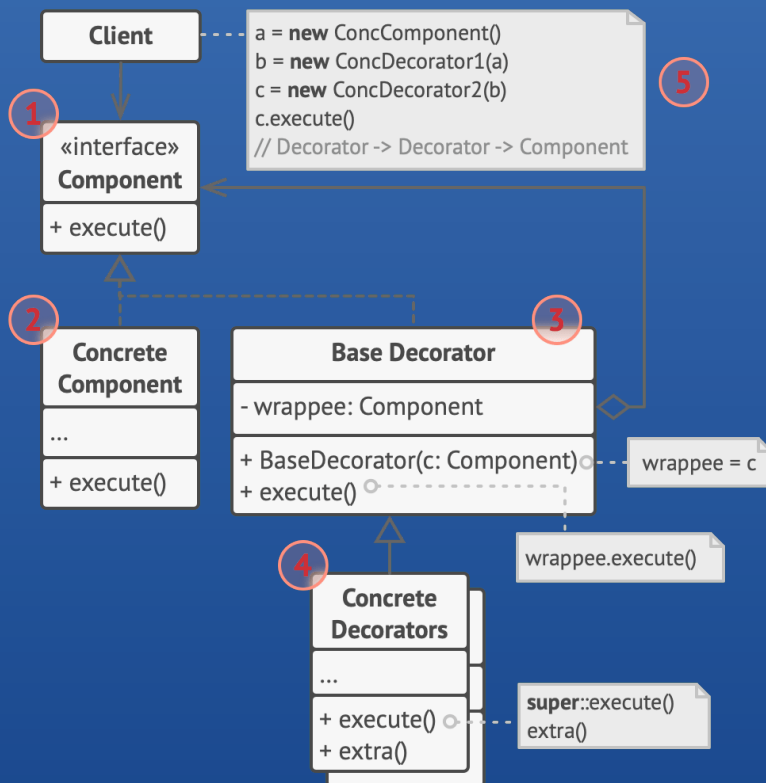 Client
a = new ConcComponent()
b = new ConcDecorator1(a)
c = new ConcDecorator2(b)
c.execute()
// Decorator -> Decorator -> Component
5
1
«interface»
Component
+ execute()
2
Concrete
Component
...
+ execute()
3
Base Decorator
- wrappee: Component
+ BaseDecorator(c: Component)
+ execute()
wrappee = c
wrappee.execute()
4
Concrete
Decorators
...
+ execute()
+ extra()
super::execute()
extra()